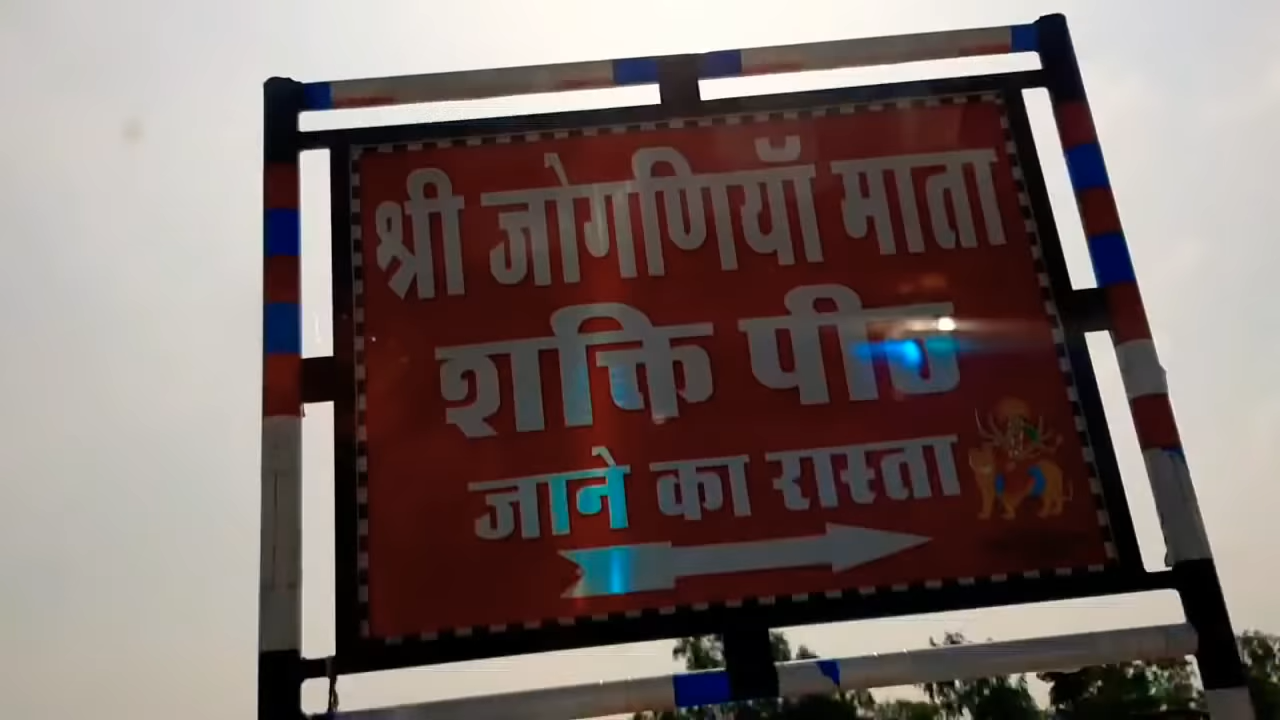 श्री जोगणियाॅं माता
शक्ति पीठ
जाने का रास्ता